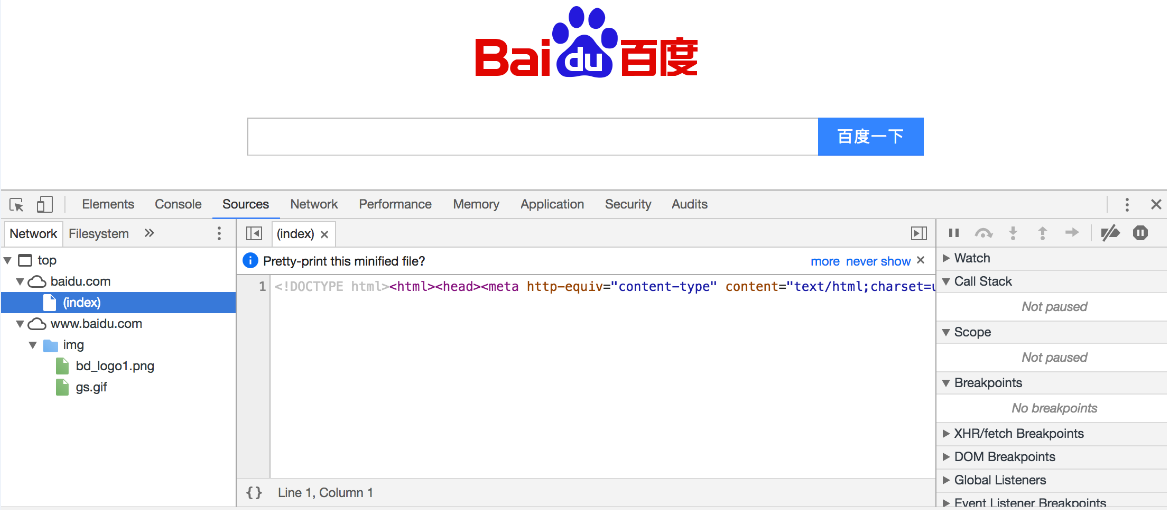 Bai du 百度
百度一下
Elements Console Sources Network Performance Memory Application Security Audits
Network Filesystem » (index) ×
top
baidu.com
(index)
www.baidu.com
img
bd_logo1.png
gs.gif
Pretty-print this minified file? more never show ×
1 <!DOCTYPE html><html><head><meta http-equiv="content-type" content="text/html;charset=u
{} Line 1, Column 1
Watch
Call Stack
Not paused
Scope
Not paused
Breakpoints
No breakpoints
XHR/fetch Breakpoints
DOM Breakpoints
Global Listeners
Event Listener Breakpoints